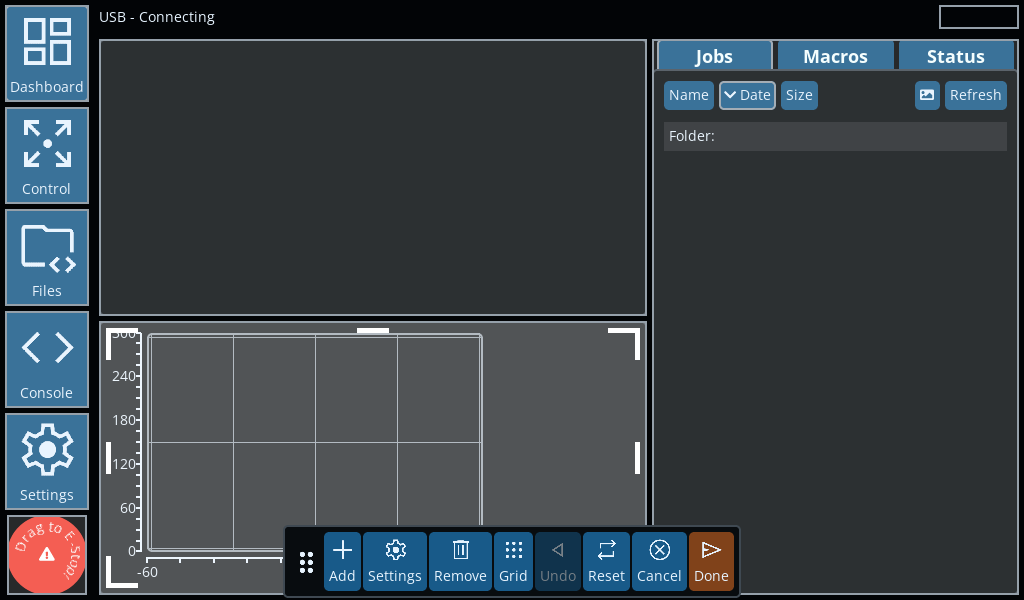 USB - Connecting
Dashboard
Control
Files
Console
Settings
Drag to E-Stop!
Jobs Macros Status
Name Date Size Refresh
Folder:
300
240
180
120
60
0
-60
Add Settings Remove Grid Undo Reset Cancel Done